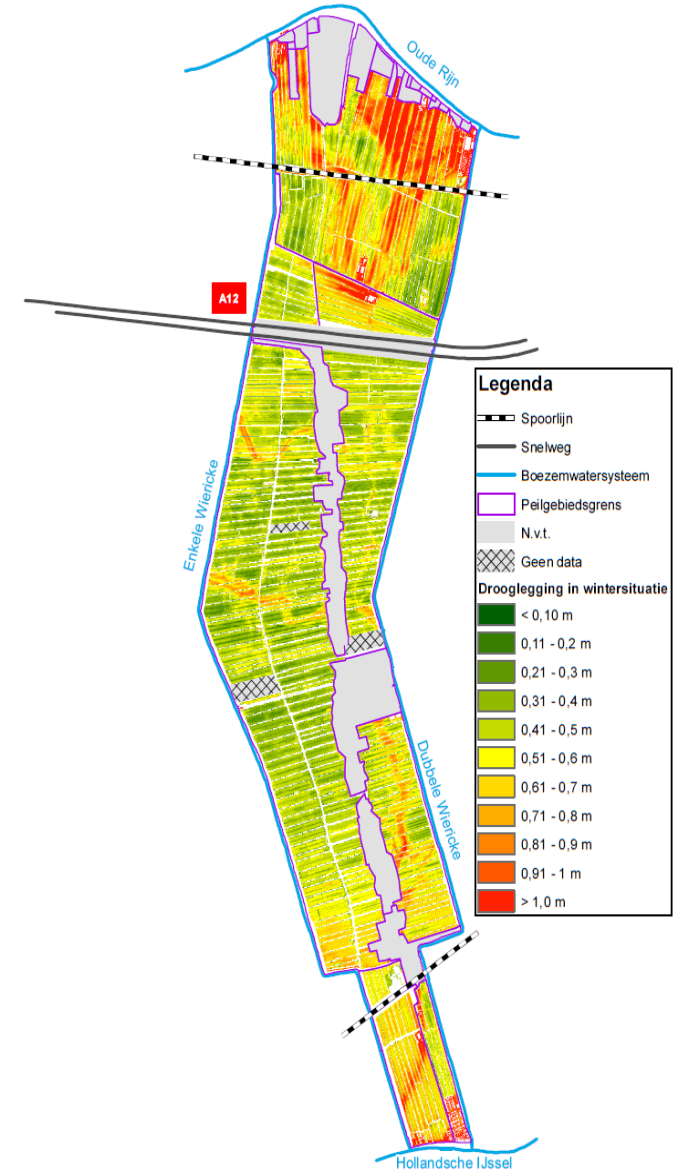 Oude Rijn
A12
Enkele Wiericke
Dubbele Wiericke
Hollandsche IJssel
Legenda
Spoorlijn
Snelweg
Boezemwatersysteem
Peilgebiedsgrens
N.v.t.
Geen data
Drooglegging in wintersituatie
< 0,10 m
0,11 - 0,2 m
0,21 - 0,3 m
0,31 - 0,4 m
0,41 - 0,5 m
0,51 - 0,6 m
0,61 - 0,7 m
0,71 - 0,8 m
0,81 - 0,9 m
0,91 - 1 m
> 1,0 m